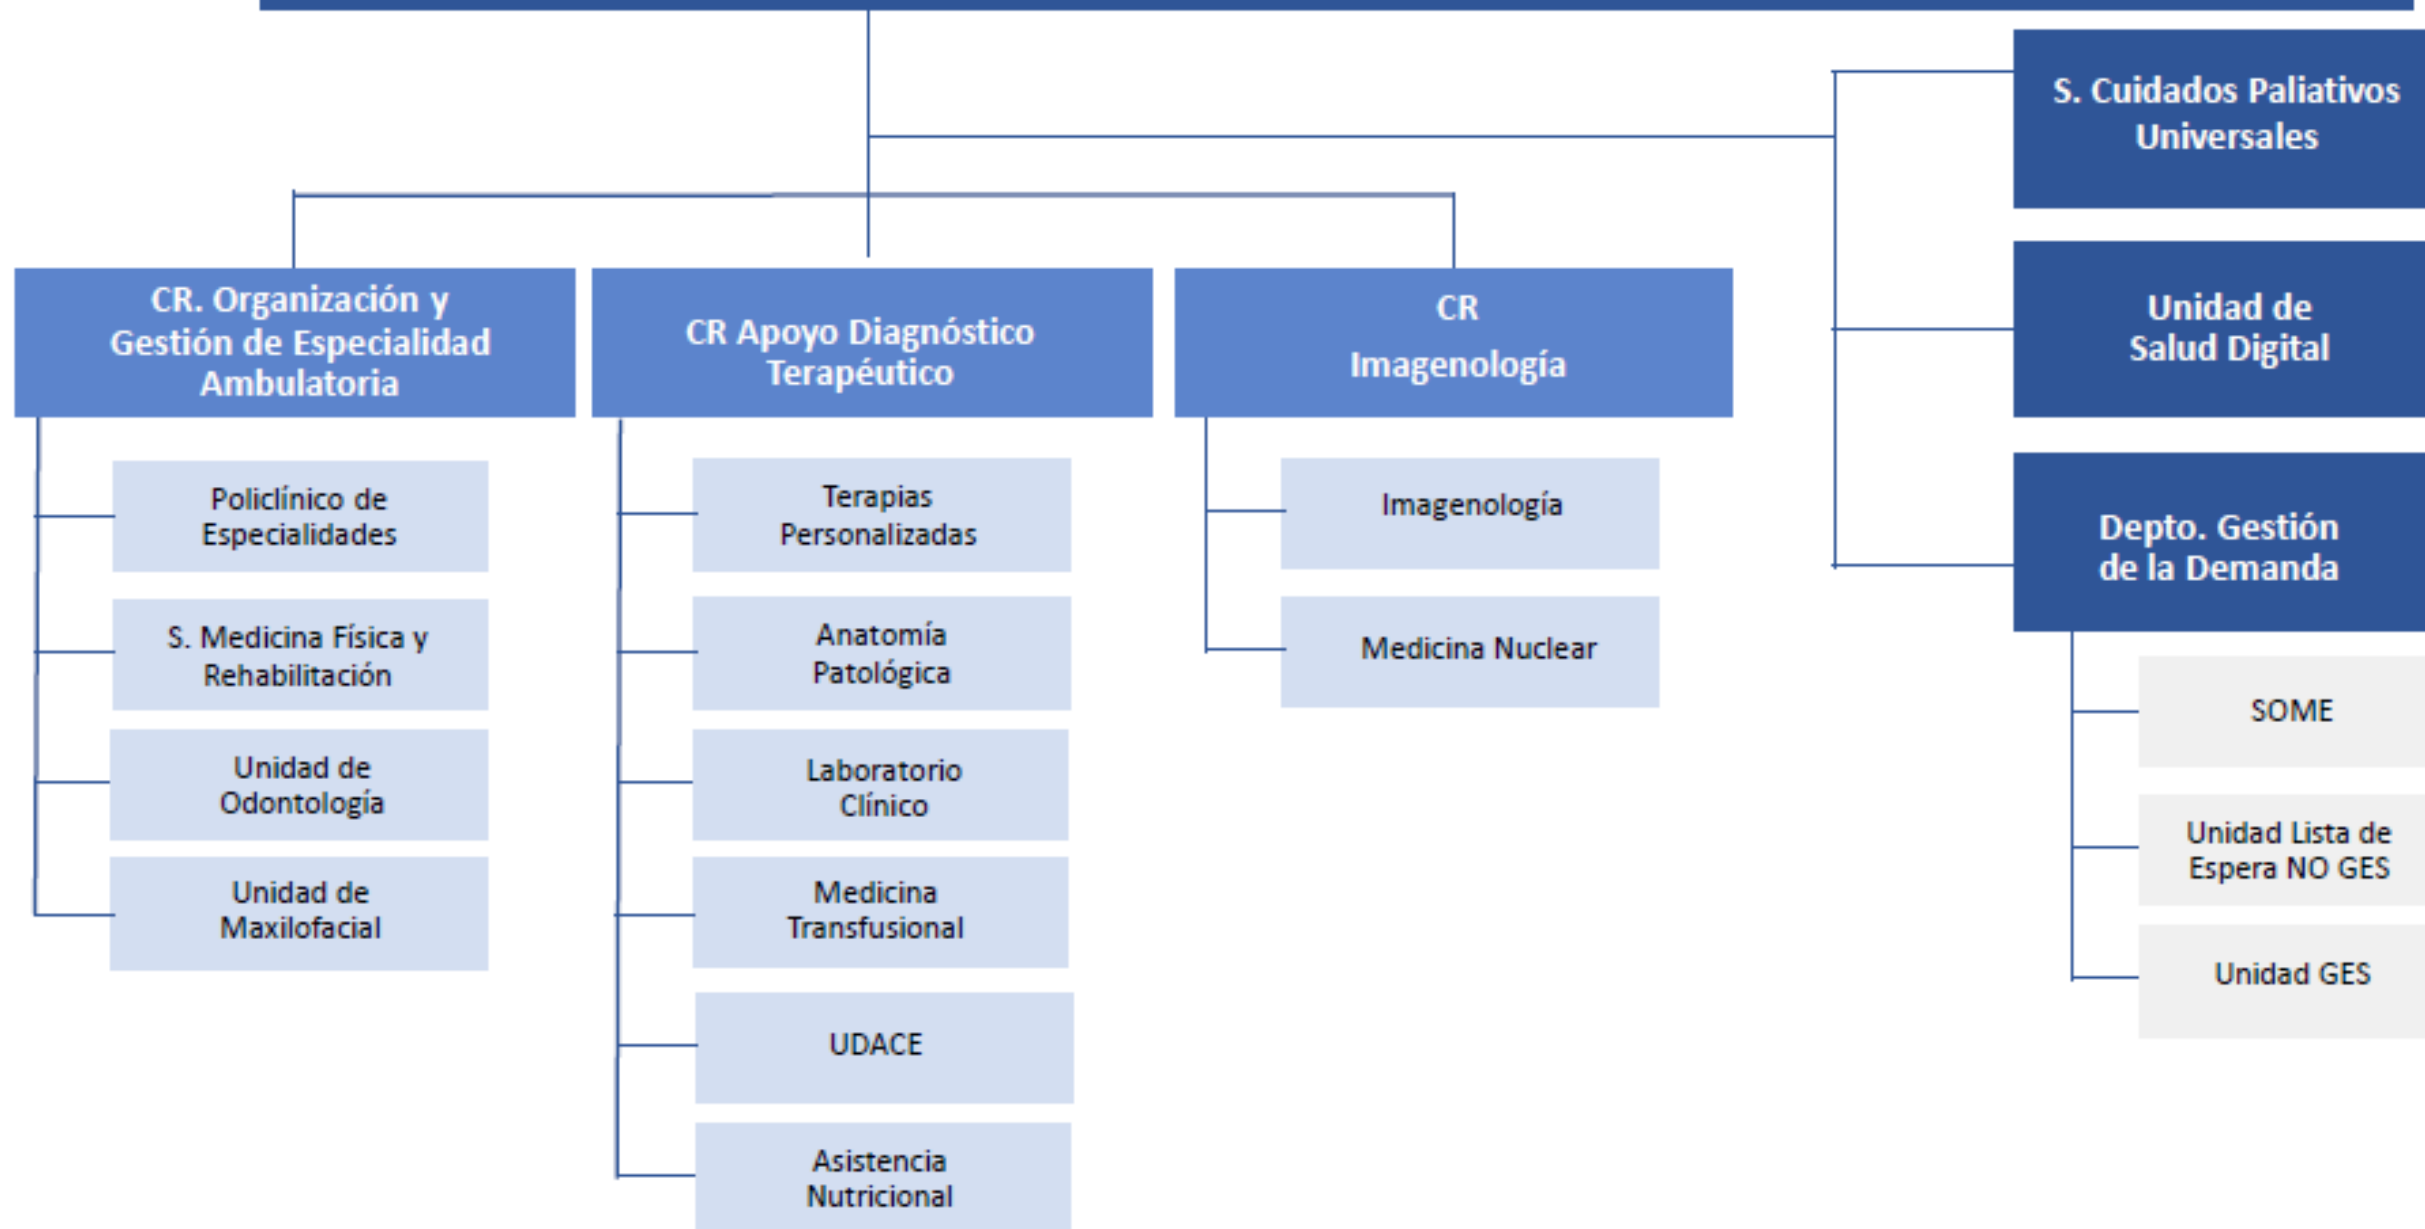 S. Cuidados Paliativos
Universales
Unidad de
Salud Digital
Depto. Gestión
de la Demanda
SOME
Unidad Lista de
Espera NO GES
Unidad GES
CR. Organización y
Gestión de Especialidad
Ambulatoria
Policlínico de
Especialidades
S. Medicina Física y
Rehabilitación
Unidad de
Odontología
Unidad de
Maxilofacial
CR Apoyo Diagnóstico
Terapéutico
Terapias
Personalizadas
Anatomía
Patológica
Laboratorio
Clínico
Medicina
Transfusional
UDACE
Asistencia
Nutricional
CR
Imagenología
Imagenología
Medicina Nuclear